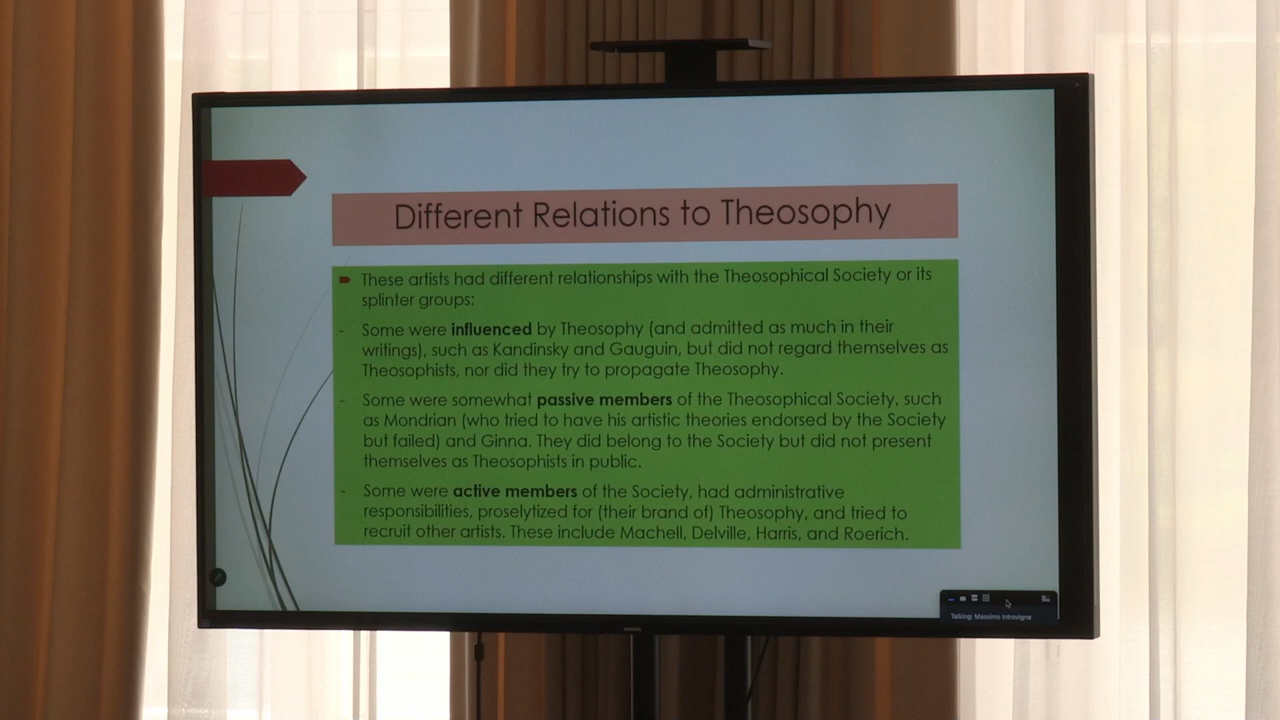 Different Relations to Theosophy
These artists had different relationships with the Theosophical Society or its
splinter groups:
- Some were influenced by Theosophy (and admitted as much in their
writings), such as Kandinsky and Gauguin, but did not regard themselves as
Theosophists, nor did they try to propagate Theosophy.
- Some were somewhat passive members of the Theosophical Society, such
as Mondrian (who tried to have his artistic theories endorsed by the Society
but failed) and Ginna. They did belong to the Society but did not present
themselves as Theosophists in public.
- Some were active members of the Society, had administrative
responsibilities, proselytized for (their brand of) Theosophy, and tried to
recruit other artists. These include Machell, Delville, Harris, and Roerich.
Talking: Massimo Introvigne
PHILIPS